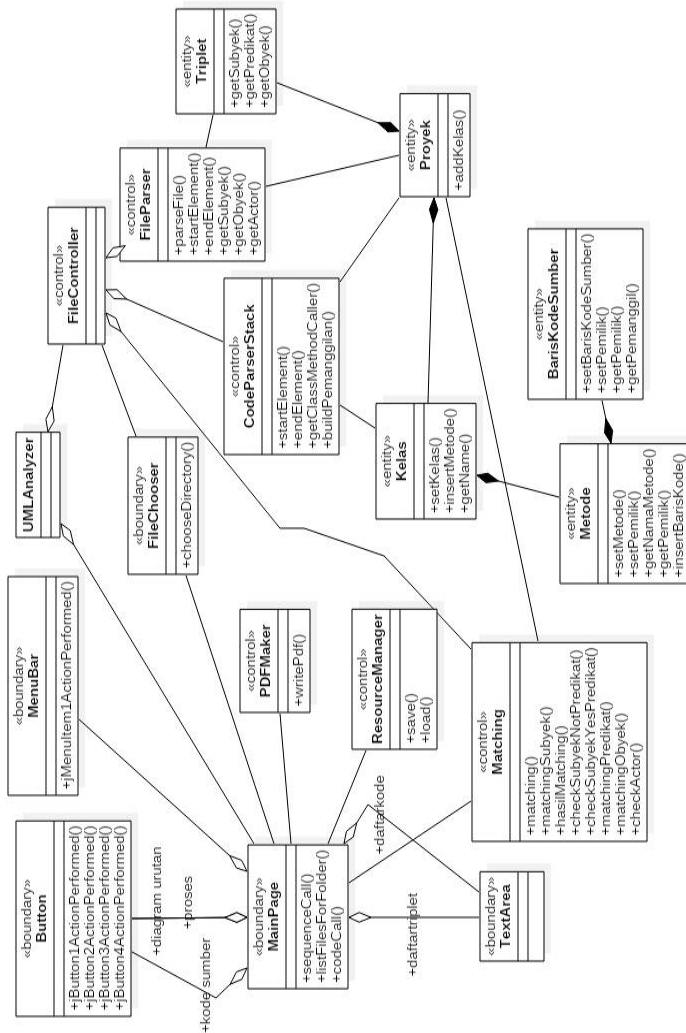 «boundary»
Button
+jButton1ActionPerformed()
+jButton2ActionPerformed()
+jButton3ActionPerformed()
+jButton4ActionPerformed()
«boundary»
MenuBar
+jMenuItem1ActionPerformed()
UMLAnalyzer
«control»
FileController
«boundary»
FileChooser
+chooseDirectory()
«control»
FileParser
+parseFile()
+startElement()
+endElement()
+getSubyek()
+getObyek()
+getActor()
«entity»
Triplet
+getSubyek()
+getPredikat()
+getObyek()
+diagram urutan
+proses
+kode sumber
«boundary»
MainPage
+sequenceCall()
+listFilesForFolder()
+codeCall()
«control»
PDFMaker
+writePdf()
«control»
CodeParserStack
+startElement()
+endElement()
+getClassMethodCaller()
+buildPemanggilan()
«control»
ResourceManager
+save()
+load()
«entity»
Kelas
+setKelas()
+insertMetode()
+getName()
«entity»
Proyek
+addKelas()
+daftarkode
+daftartriplet
«boundary»
TextArea
«control»
Matching
+matching()
+matchingSubyek()
+hasilMatching()
+checkSubyekNotPredikat()
+checkSubyekYesPredikat()
+matchingPredikat()
+matchingObyek()
+checkActor()
«entity»
Metode
+setMetode()
+setPemilik()
+getNamaMetode()
+getPemilik()
+insertBaris()
«entity»
BarisKodeSumber
+setBarisKodeSumber()
+setPemilik()
+getPemilik()
+getPemanggil()